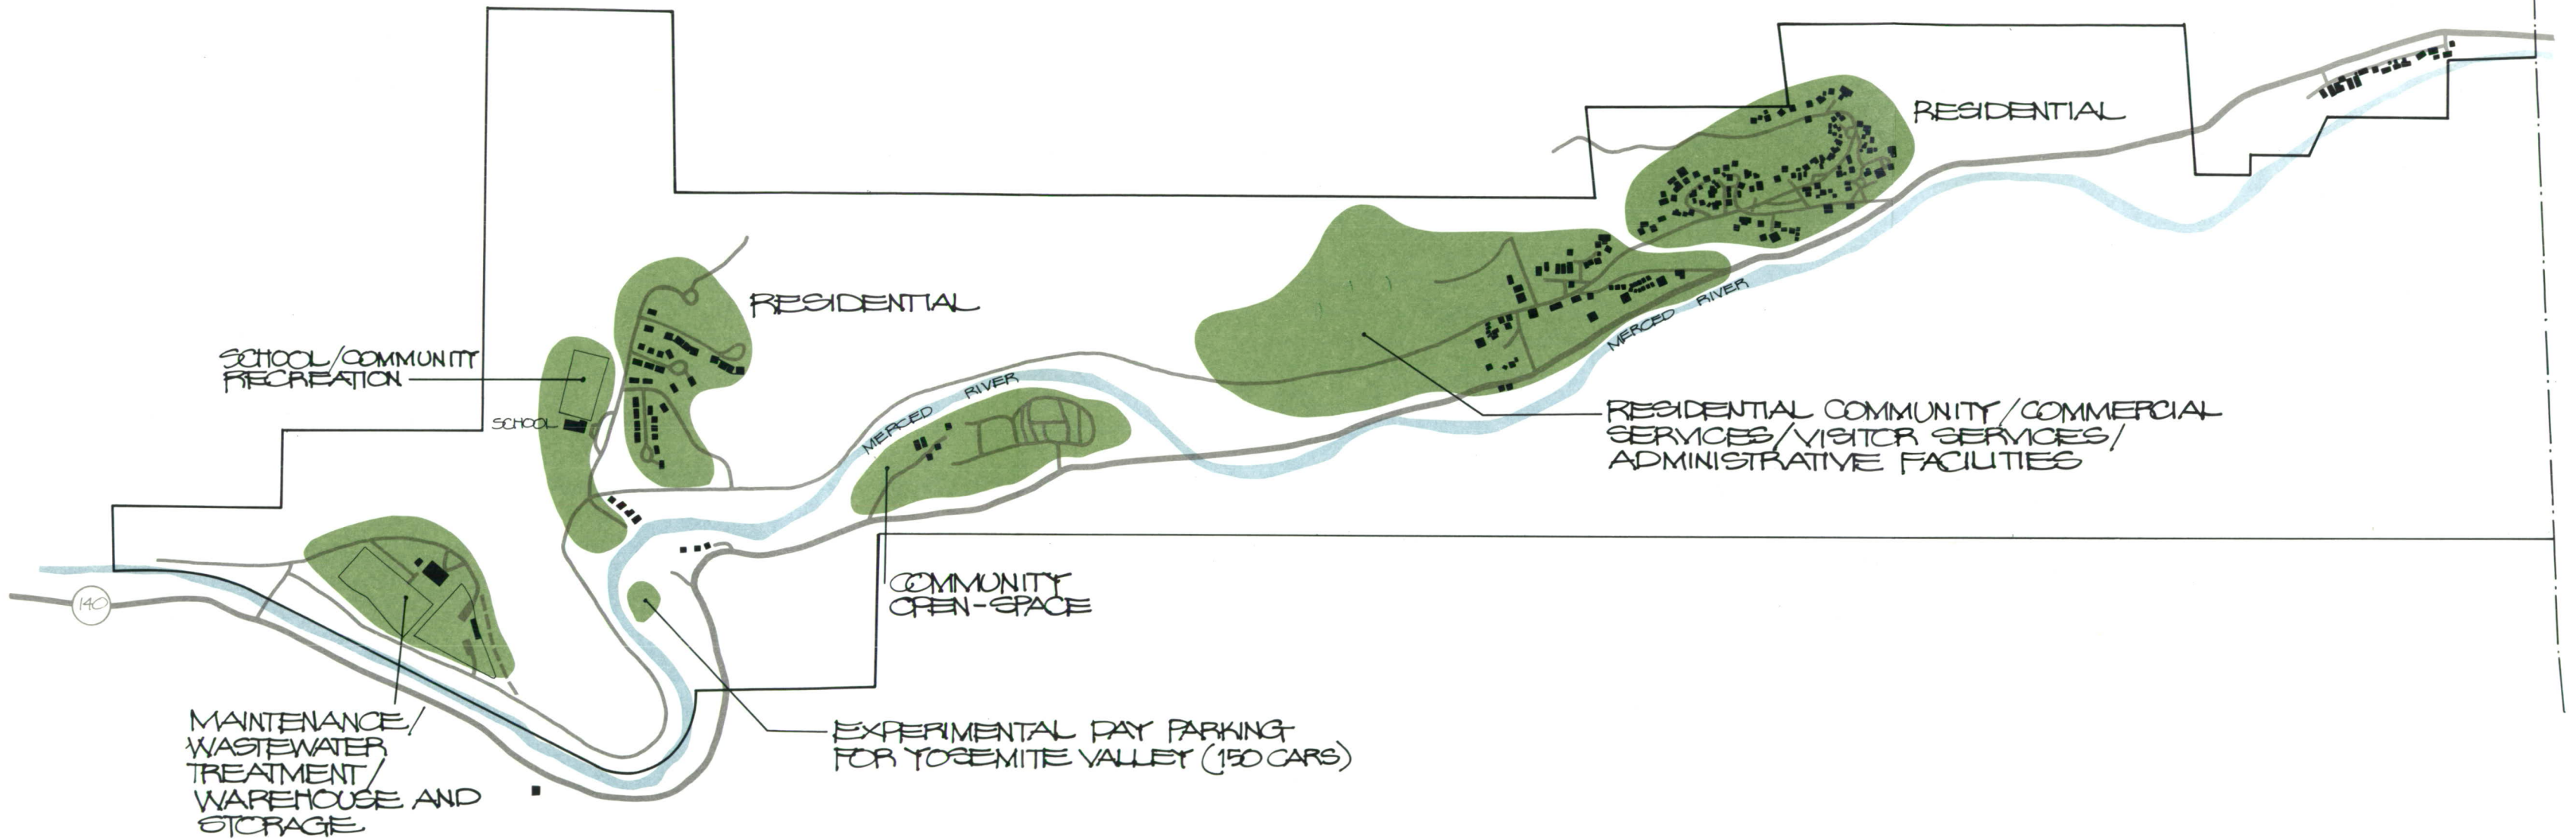 RESIDENTIAL
RESIDENTIAL
SCHOOL/COMMUNITY
RECREATION
SCHOOL
MERCED RIVER
MERCED RIVER
RESIDENTIAL COMMUNITY/COMMERCIAL
SERVICES/VISITOR SERVICES/
ADMINISTRATIVE FACILITIES
COMMUNITY
OPEN-SPACE
140
MAINTENANCE/
WASTEWATER
TREATMENT/
WAREHOUSE AND
STORAGE
EXPERIMENTAL DAY PARKING
FOR YOSEMITE VALLEY (150 CARS)